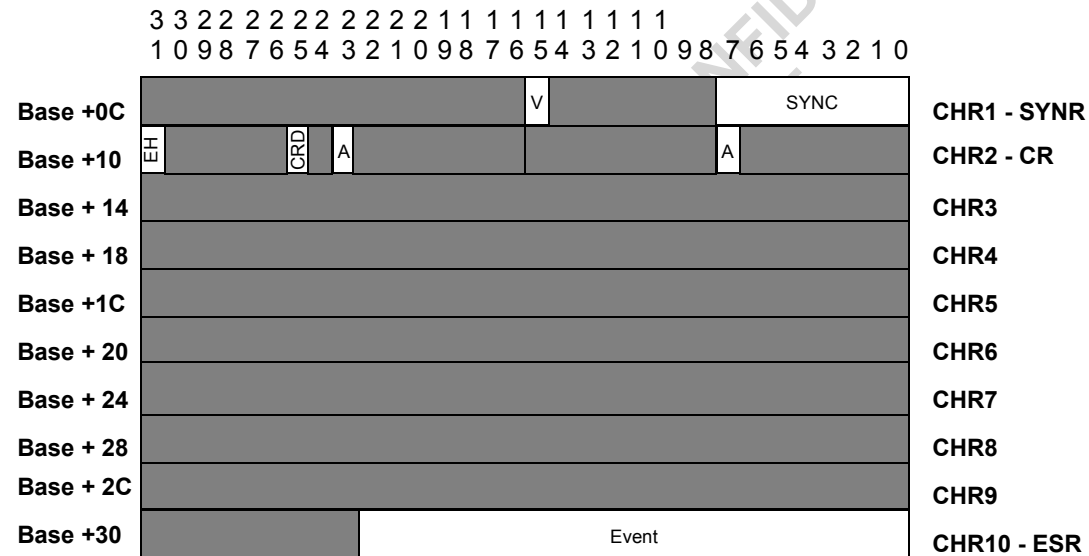 3 3 2 2 2 2 2 2 2 2 2 2 1 1 1 1 1 1 1 1 1 1
1 0 9 8 7 6 5 4 3 2 1 0 9 8 7 6 5 4 3 2 1 0 9 8 7 6 5 4 3 2 1 0
Base +0C V SYNC CHR1 - SYNR
Base +10 EH CRD A A CHR2 - CR
Base + 14 CHR3
Base + 18 CHR4
Base +1C CHR5
Base + 20 CHR6
Base + 24 CHR7
Base + 28 CHR8
Base + 2C CHR9
Base +30 Event CHR10 - ESR